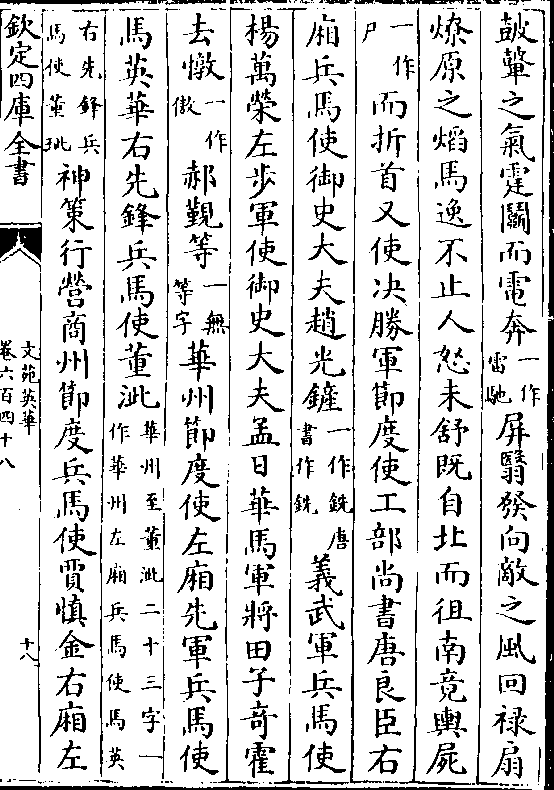 皷鼙之氣霆鬭而電奔一作雷馳屏翳發向敵之風回禄扇
燎原之熖馬逸不止人怒未舒既自北而徂南竟輿屍
一作尸而折首又使决勝軍節度使工部尚書唐良臣右
廂兵馬使御史大夫趙光鏟一作銑唐書作銑義武軍兵馬使
楊萬榮左步軍使御史大夫孟日華馬軍將田子竒霍
去憿一作傲郝覲等一無等字華州節度使左廂先軍兵馬使
馬英華右先鋒兵馬使董泚華州至董泚二十三字一作華州左廂兵馬使馬英
右先鋒兵馬使董玼神策行營商州節度兵馬使賈慎金右廂左
欽定四庫全書
文苑英華
卷六百四十八
十八